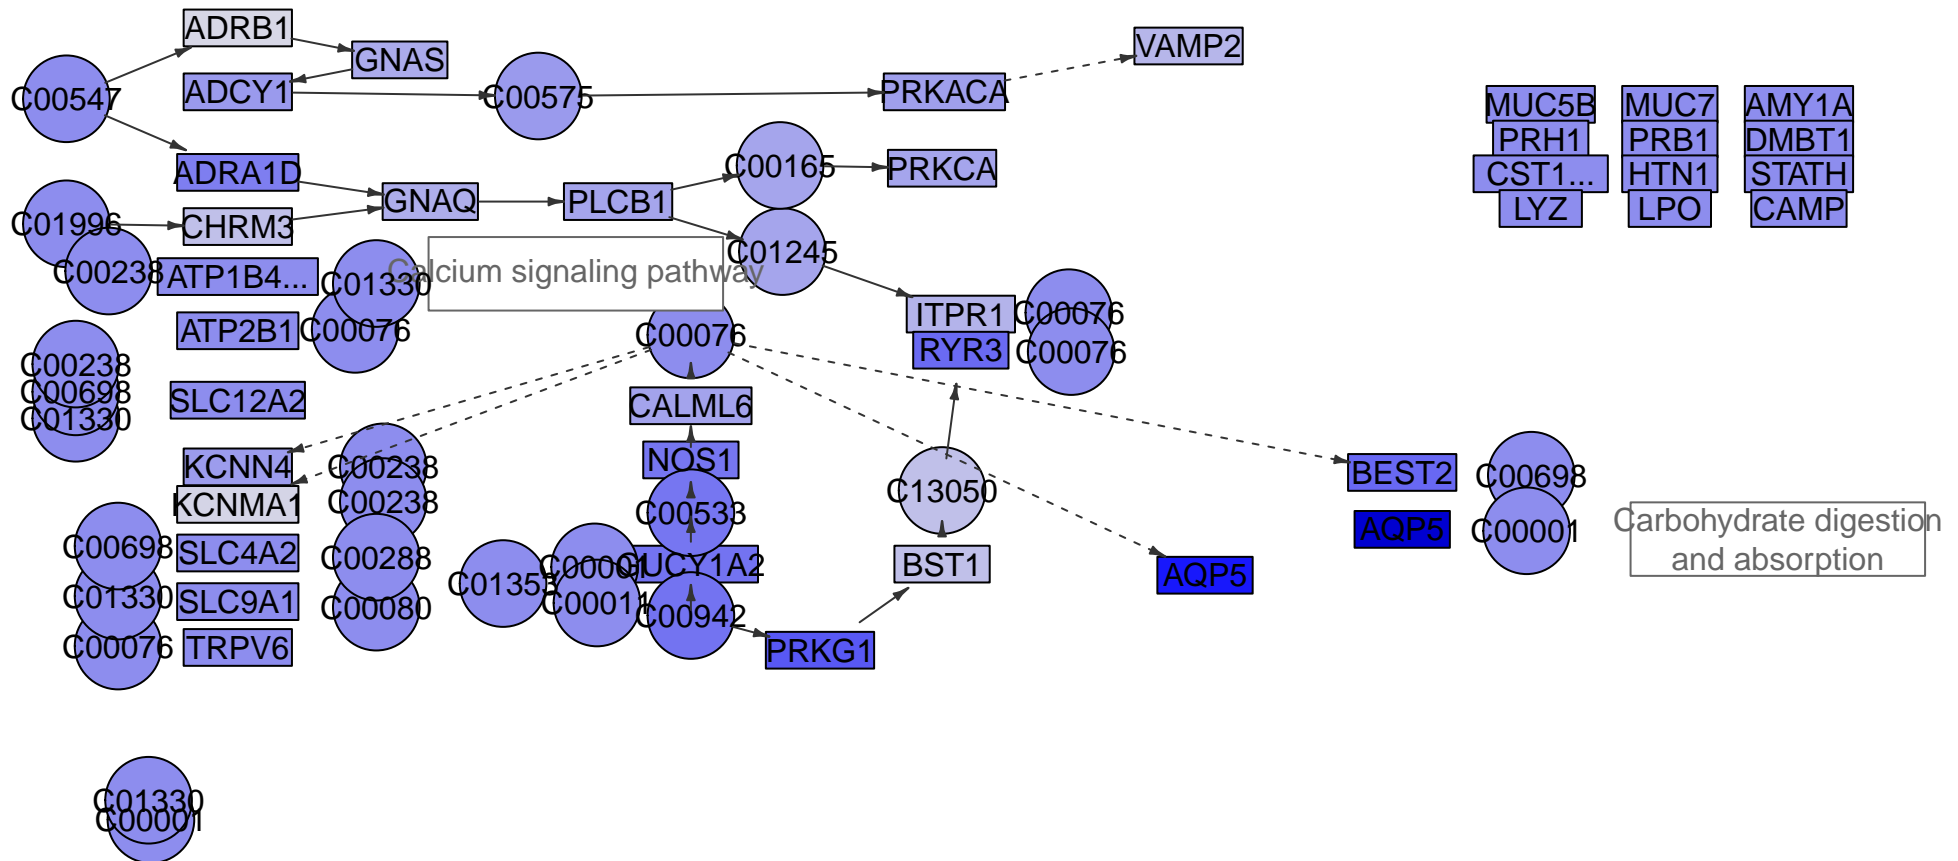 ADRB1
GNAS
VAMP2
C00547
ADCY1
C00575
PRKACA
MUC5B
MUC7
AMY1A
PRH1
PRB1
DMBT1
ADRA1D
C00165
PRKCA
CST1...
HTN1
STATH
GNAQ
PLCB1
LYZ
LPO
CAMP
C01996
CHRM3
C01245
C00238
ATP1B4...
C01330
Calcium signaling pathway
ITPR1
C00076
ATP2B1
C00076
C00076
RYR3
C00076
C00238
C00698
C01330
SLC12A2
CALML6
KCNN4
C00238
NOS1
BEST2
C00698
KCNMA1
C00238
C00533
C13050
AQP5
C00001
Carbohydrate digestion
and absorption
C00698
SLC4A2
C00288
C01353
C00001
GUCY1A2
BST1
AQP5
C01330
SLC9A1
C00080
C00011
C00942
C00076
TRPV6
PRKG1
C01330
C00001